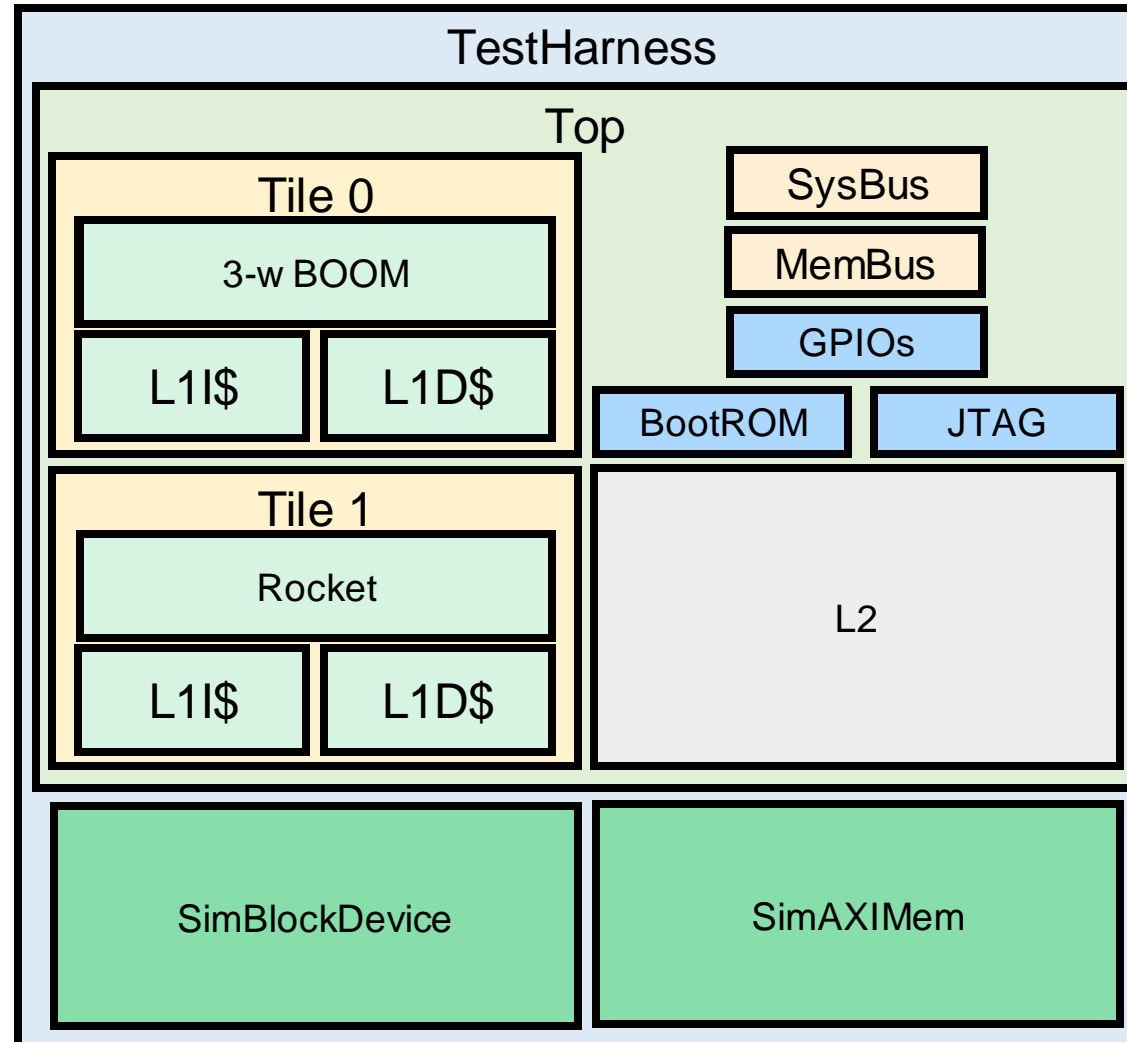 TestHarness
Top
Tile 0
3-w BOOM
L1I$
L1D$
Tile 1
Rocket
L1I$
L1D$
SysBus
MemBus
GPIOs
BootROM
JTAG
L2
SimBlockDevice
SimAXIMem